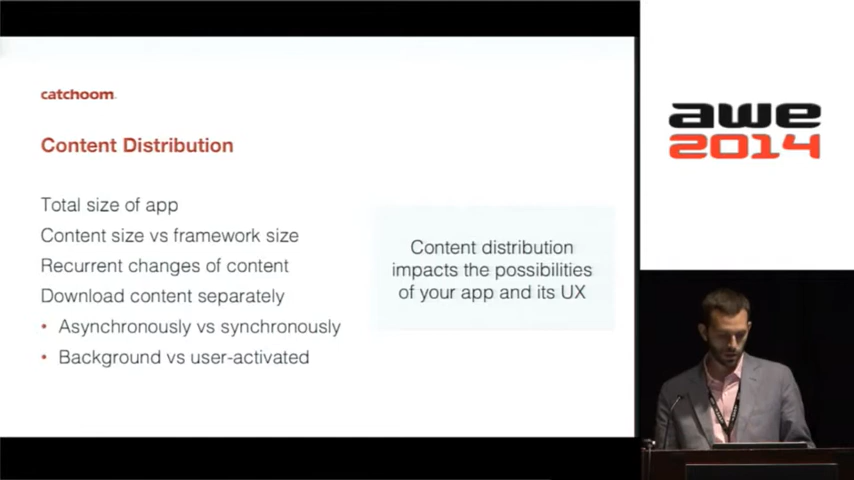 catchoom
Content Distribution
Total size of app
Content size vs framework size
Recurrent changes of content
Download content separately
• Asynchronously vs synchronously
• Background vs user-activated
Content distribution
impacts the possibilities
of your app and its UX
awe
2014